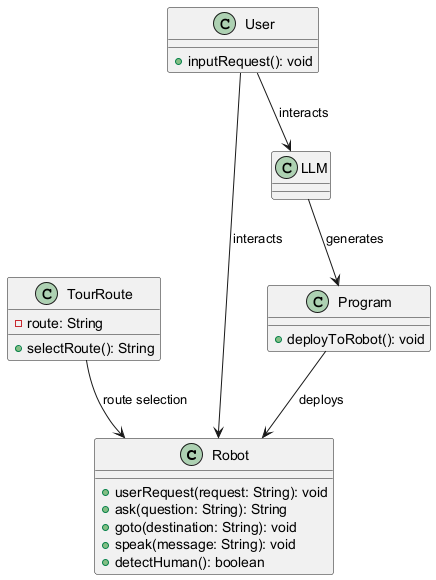 C User
inputRequest(): void
interacts
C LLM
interacts
generates
C TourRoute
route: String
selectRoute(): String
C Program
deployToRobot(): void
route selection
deploys
C Robot
userRequest(request: String): void
ask(question: String): String
goto(destination: String): void
speak(message: String): void
detectHuman(): boolean